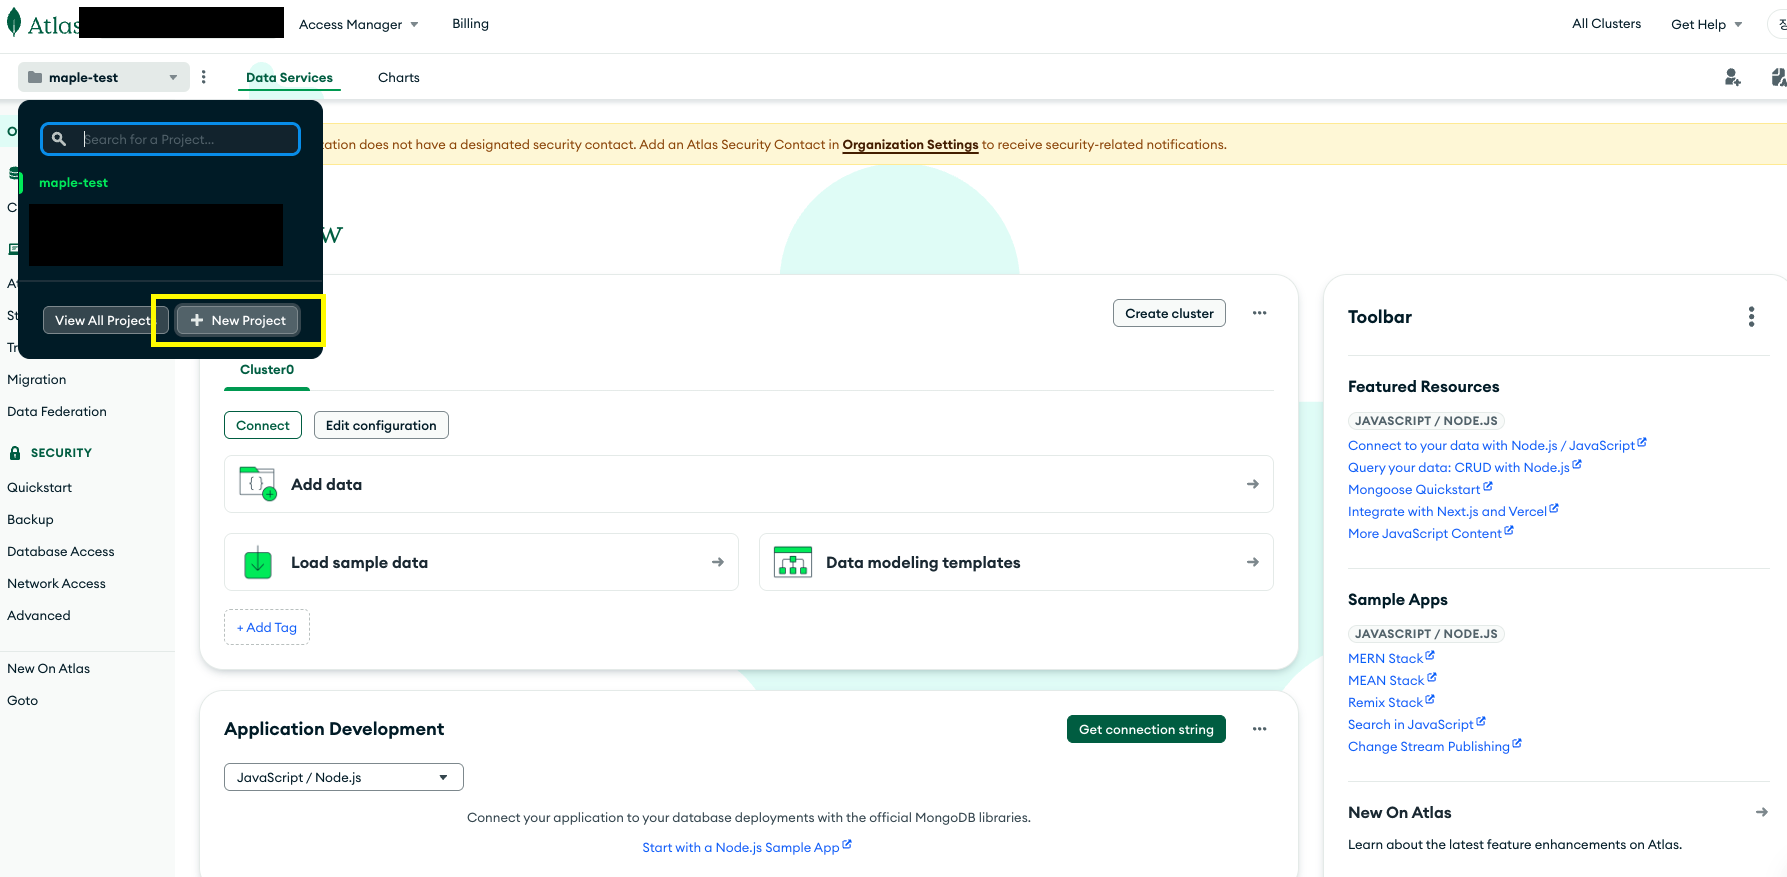 Atlas
Access Manager
Billing
All Clusters
Get Help
maple-test
Data Services
Charts
Search for a Project...
maple-test
View All Project
New Project
ation does not have a designated security contact. Add an Atlas Security Contact in Organization Settings to receive security-related notifications.
Create cluster
Cluster0
Connect
Edit configuration
Add data
Load sample data
Data modeling templates
+ Add Tag
Application Development
Get connection string
JavaScript / Node.js
Connect your application to your database deployments with the official MongoDB libraries.
Start with a Node.js Sample App
Migration
Data Federation
SECURITY
Quickstart
Backup
Database Access
Network Access
Advanced
New On Atlas
Goto
Toolbar
Featured Resources
JAVASCRIPT / NODE.JS
Connect to your data with Node.js / JavaScript
Query your data: CRUD with Node.js
Mongoose Quickstart
Integrate with Next.js and Vercel
More JavaScript Content
Sample Apps
JAVASCRIPT / NODE.JS
MERN Stack
MEAN Stack
Remix Stack
Search in JavaScript
Change Stream Publishing
New On Atlas
Learn about the latest feature enhancements on Atlas.